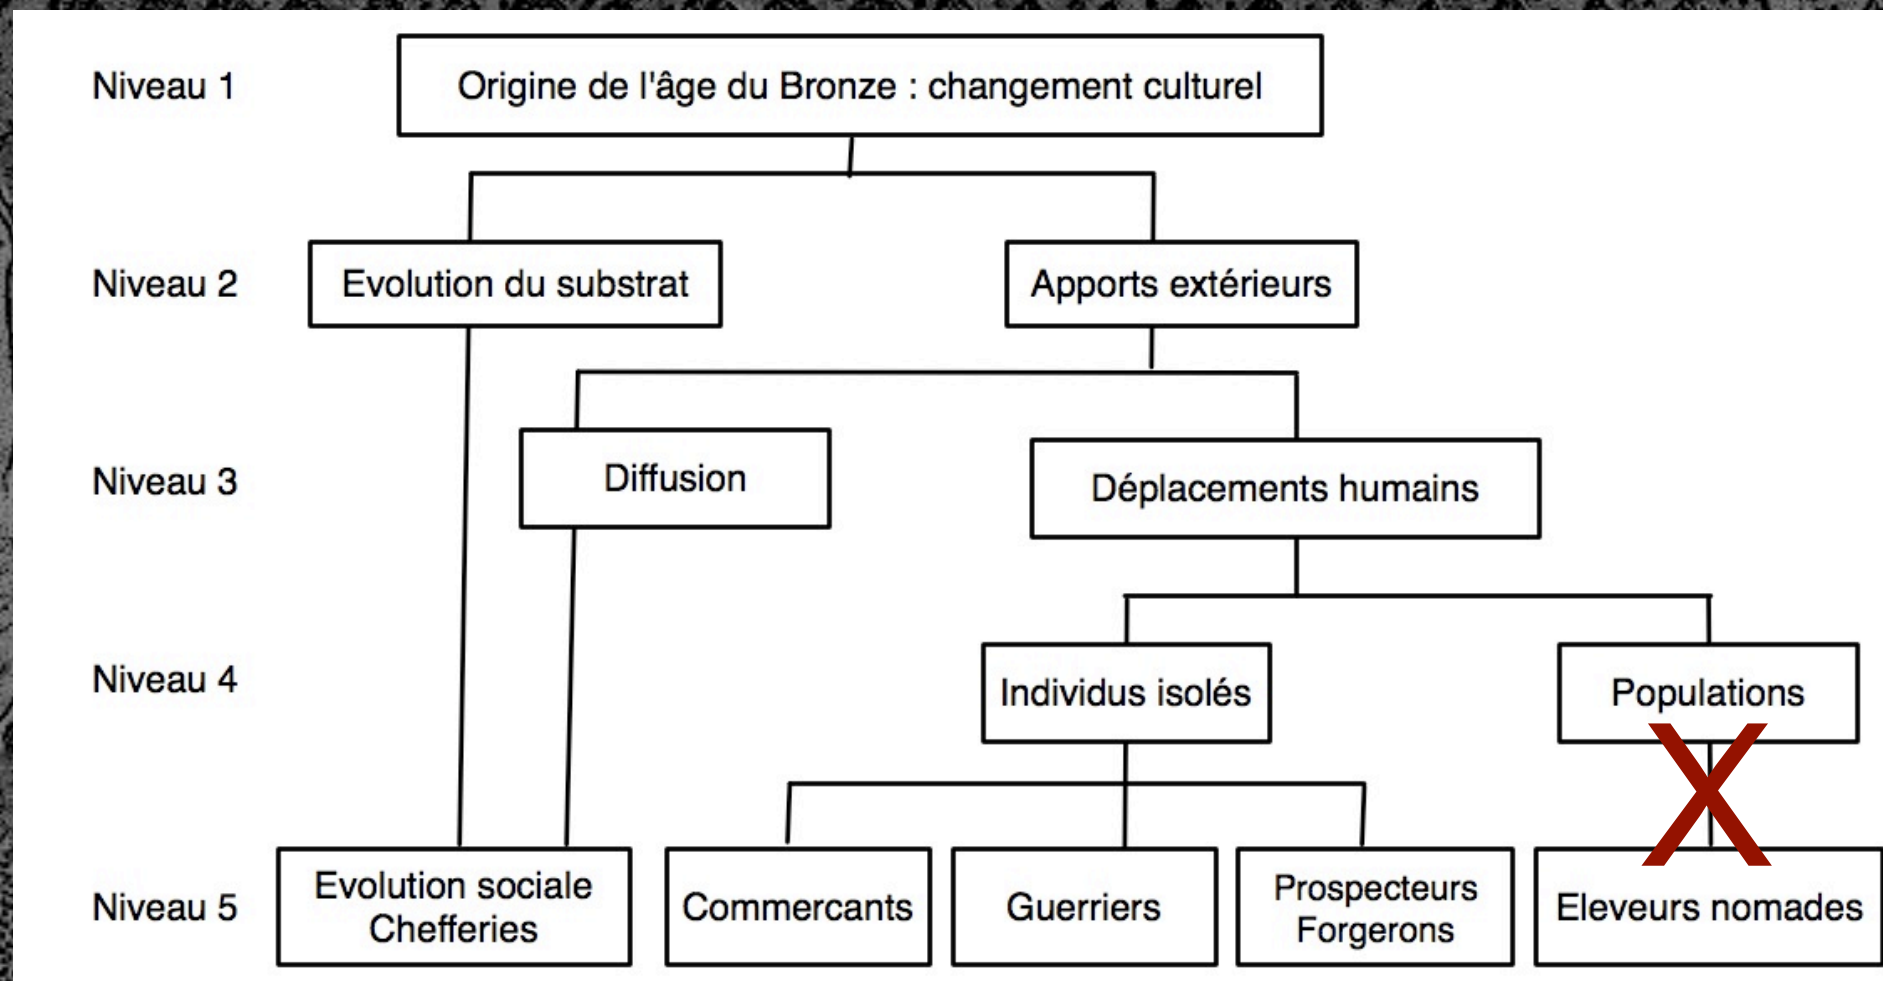 Niveau 1
Origine de l'âge du Bronze : changement culturel
Niveau 2
Evolution du substrat
Apports extérieurs
Niveau 3
Diffusion
Déplacements humains
Niveau 4
Individus isolés
Populations
X
Niveau 5
Evolution sociale
Chefferies
Commercants
Guerriers
Prospecteurs
Forgerons
Eleveurs nomades